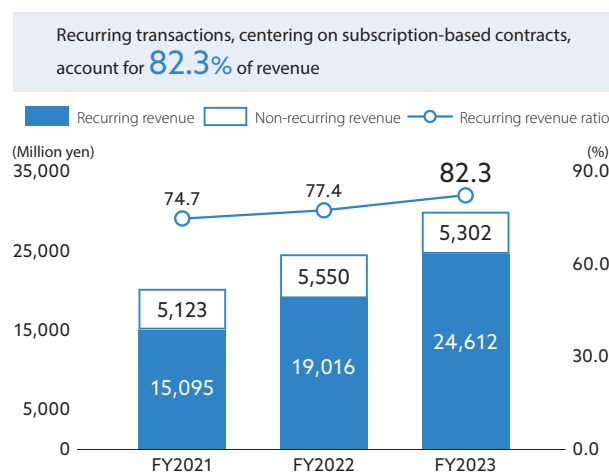 Recurring transactions, centering on subscription-based contracts,
account for 82.3% of revenue
Recurring revenue Non-recurring revenue Recurring revenue ratio
(Million yen) (%)
35,000 82.3 90.0
74.7 77.4
5,302
25,000 5,550 60.0
5,123
15,000 24,612 30.0
19,016
15,095
5,000
0 0.0
FY2021 FY2022 FY2023